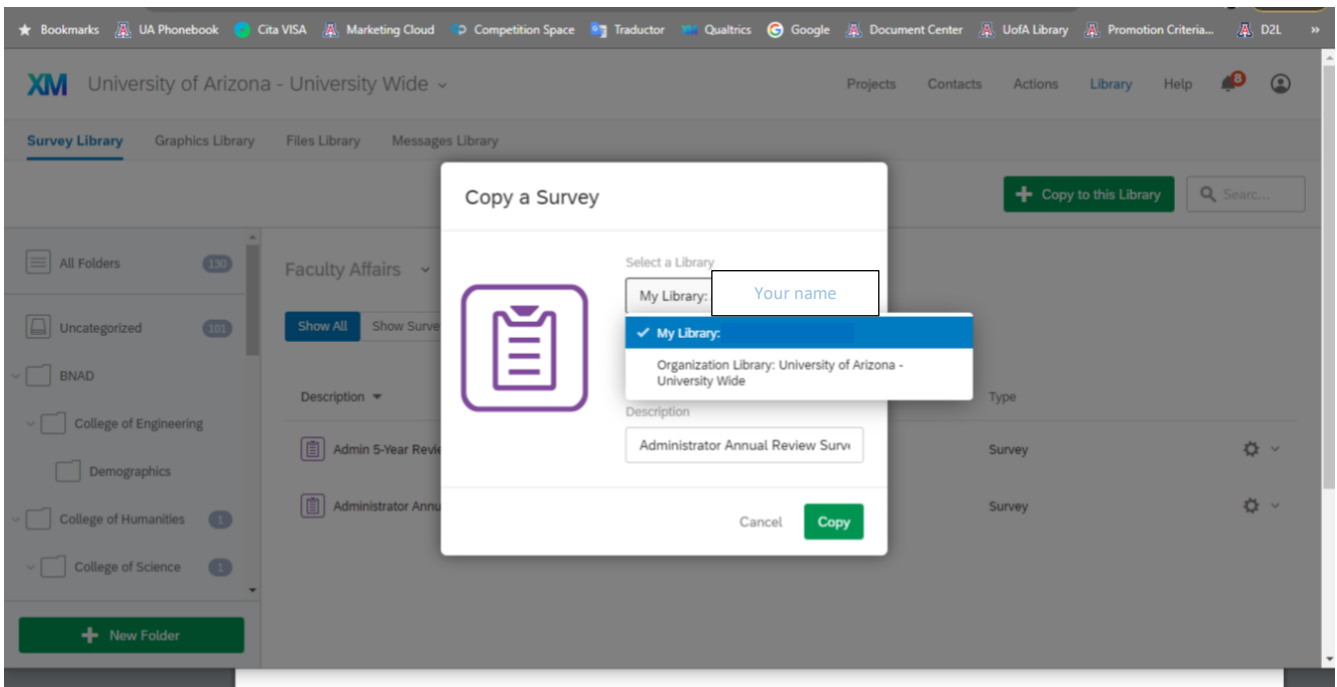 Bookmarks UA Phonebook Cita VISA Marketing Cloud Competition Space Traductor Qualtrics Google Document Center UofA Library Promotion Criteria... D2L »
XM University of Arizona - University Wide Projects Contacts Actions Library Help 8
Survey Library Graphics Library Files Library Messages Library
Copy a Survey
Copy to this Library Searc...
All Folders 130
Faculty Affairs
Select a Library
My Library: Your name
Uncategorized 101
Show All Show Surve
My Library:
Organization Library: University of Arizona -
University Wide
BNAD
Description Type
Description
College of Engineering
Admin 5-Year Revie Survey
Administrator Annual Review Surv
Demographics
Administrator Annu Survey
College of Humanities 1
Cancel Copy
College of Science 1
New Folder